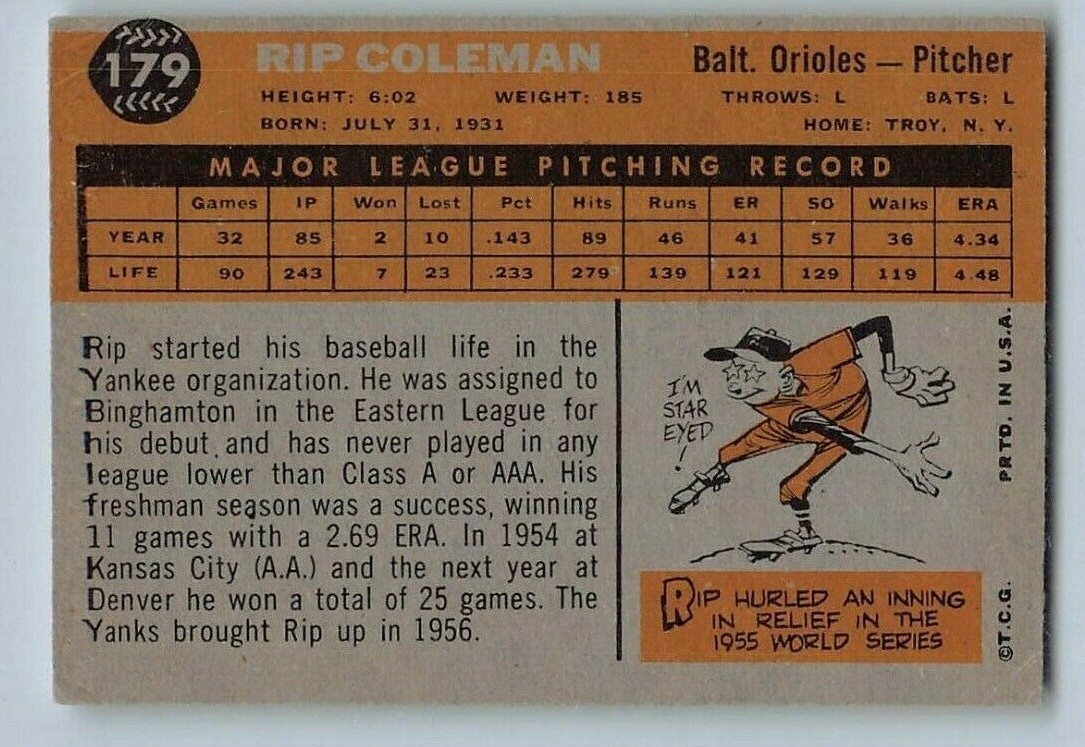 179
RIP COLEMAN
Balt. Orioles — Pitcher
HEIGHT: 6:02 WEIGHT: 185 THROWS: L BATS: L
BORN: JULY 31, 1931 HOME: TROY, N. Y.
MAJOR LEAGUE PITCHING RECORD
Games IP Won Lost Pct Hits Runs ER SO Walks ERA
YEAR 32 85 2 10 .143 89 46 41 57 36 4.34
LIFE 90 243 7 23 .233 279 139 121 129 119 4.48
Rip started his baseball life in the
Yankee organization. He was assigned to
Binghamton in the Eastern League for
his debut and has never played in any
league lower than Class A or AAA. His
freshman season was a success, winning
11 games with a 2.69 ERA. In 1954 at
Kansas City (A.A.) and the next year at
Denver he won a total of 25 games. The
Yanks brought Rip up in 1956.
I'M
STAR
EYED
!
RIP HURLED AN INNING
IN RELIEF IN THE
1955 WORLD SERIES
©T.C.G. PRTD. IN U.S.A.